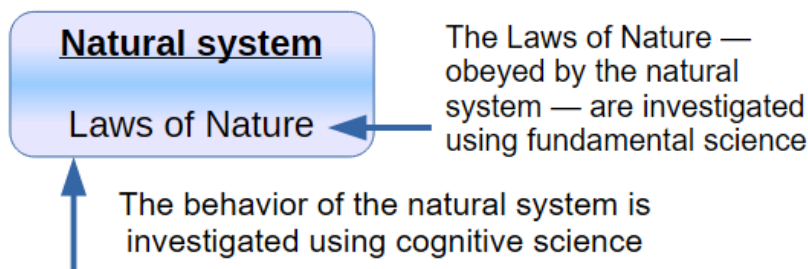 Natural system
Laws of Nature
The Laws of Nature —
obeyed by the natural
system — are investigated
using fundamental science
The behavior of the natural system is
investigated using cognitive science